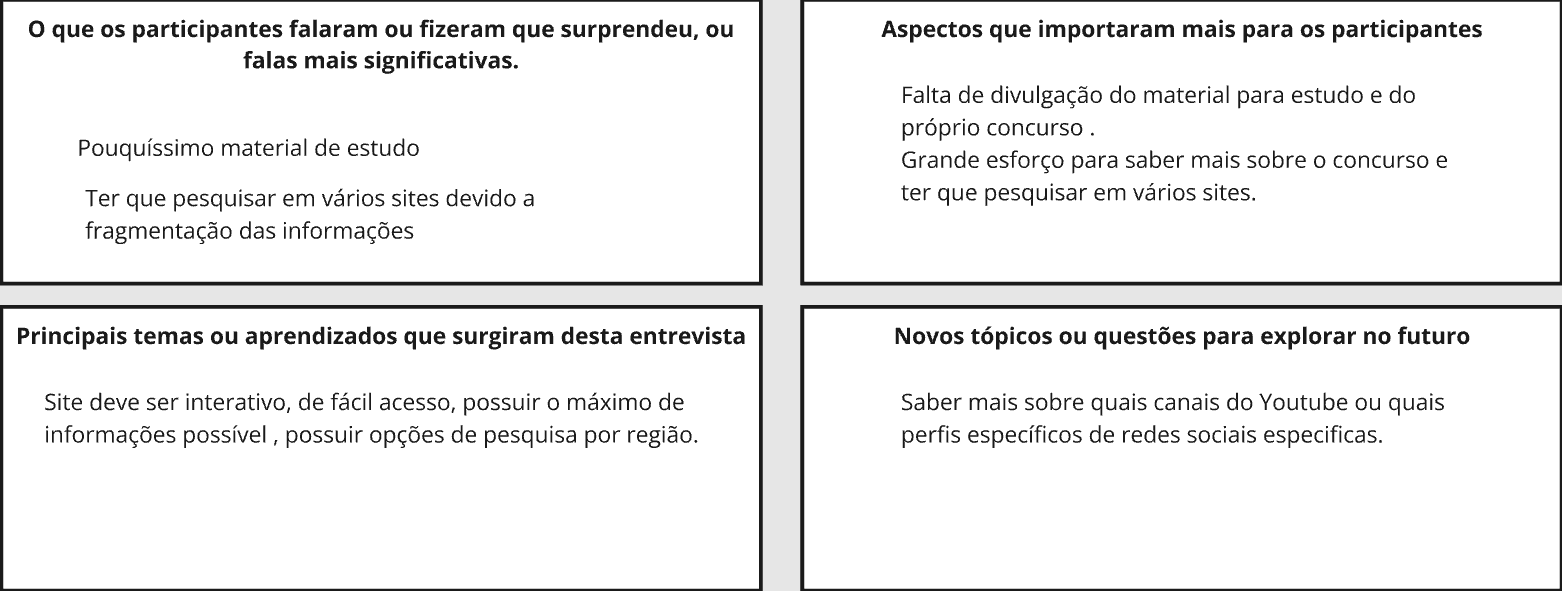 O que os participantes falaram ou fizeram que surprendeu, ou
falas mais significativas.
Pouquíssimo material de estudo
Ter que pesquisar em vários sites devido a
fragmentação das informações
Aspectos que importaram mais para os participantes
Falta de divulgação do material para estudo e do
próprio concurso .
Grande esforço para saber mais sobre o concurso e
ter que pesquisar em vários sites.
Principais temas ou aprendizados que surgiram desta entrevista
Site deve ser interativo, de fácil acesso, possuir o máximo de
informações possível , possuir opções de pesquisa por região.
Novos tópicos ou questões para explorar no futuro
Saber mais sobre quais canais do Youtube ou quais
perfis específicos de redes sociais especificas.